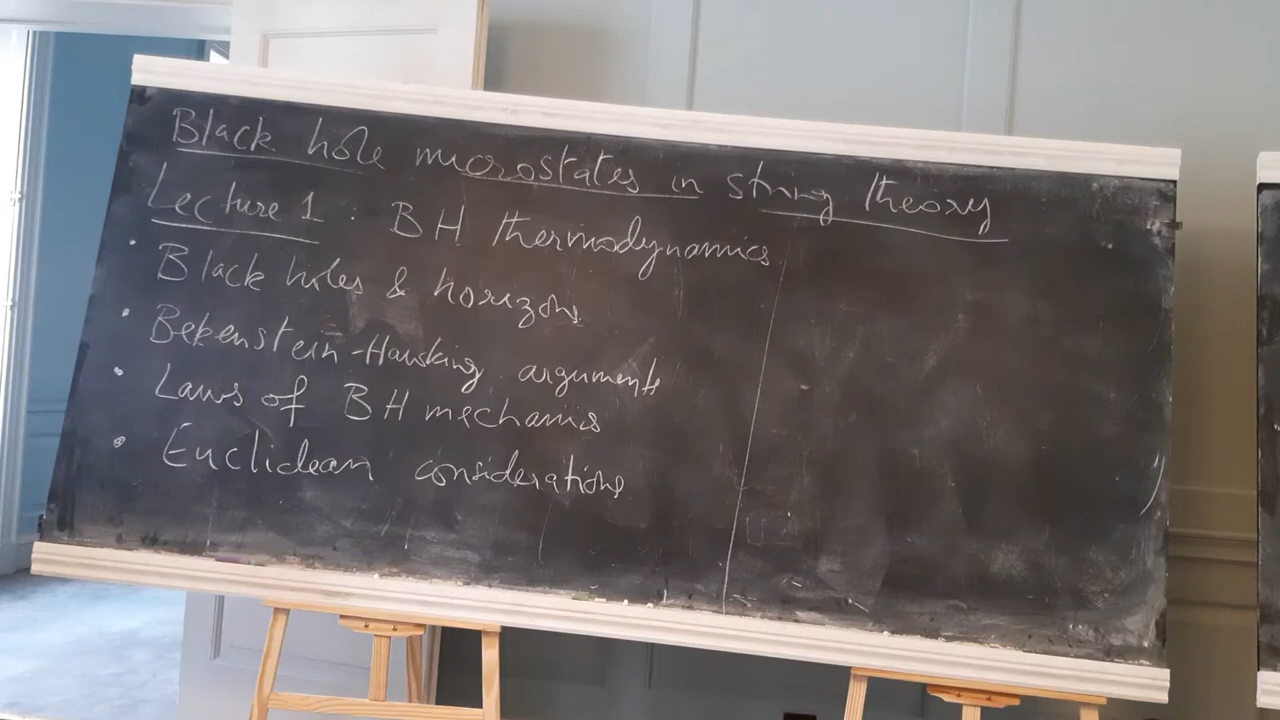 Black hole microstates in string theory
Lecture 1 : BH thermodynamics
• Black holes & horizons
• Bekenstein-Hawking arguments
• Laws of BH mechanics
• Euclidean considerations